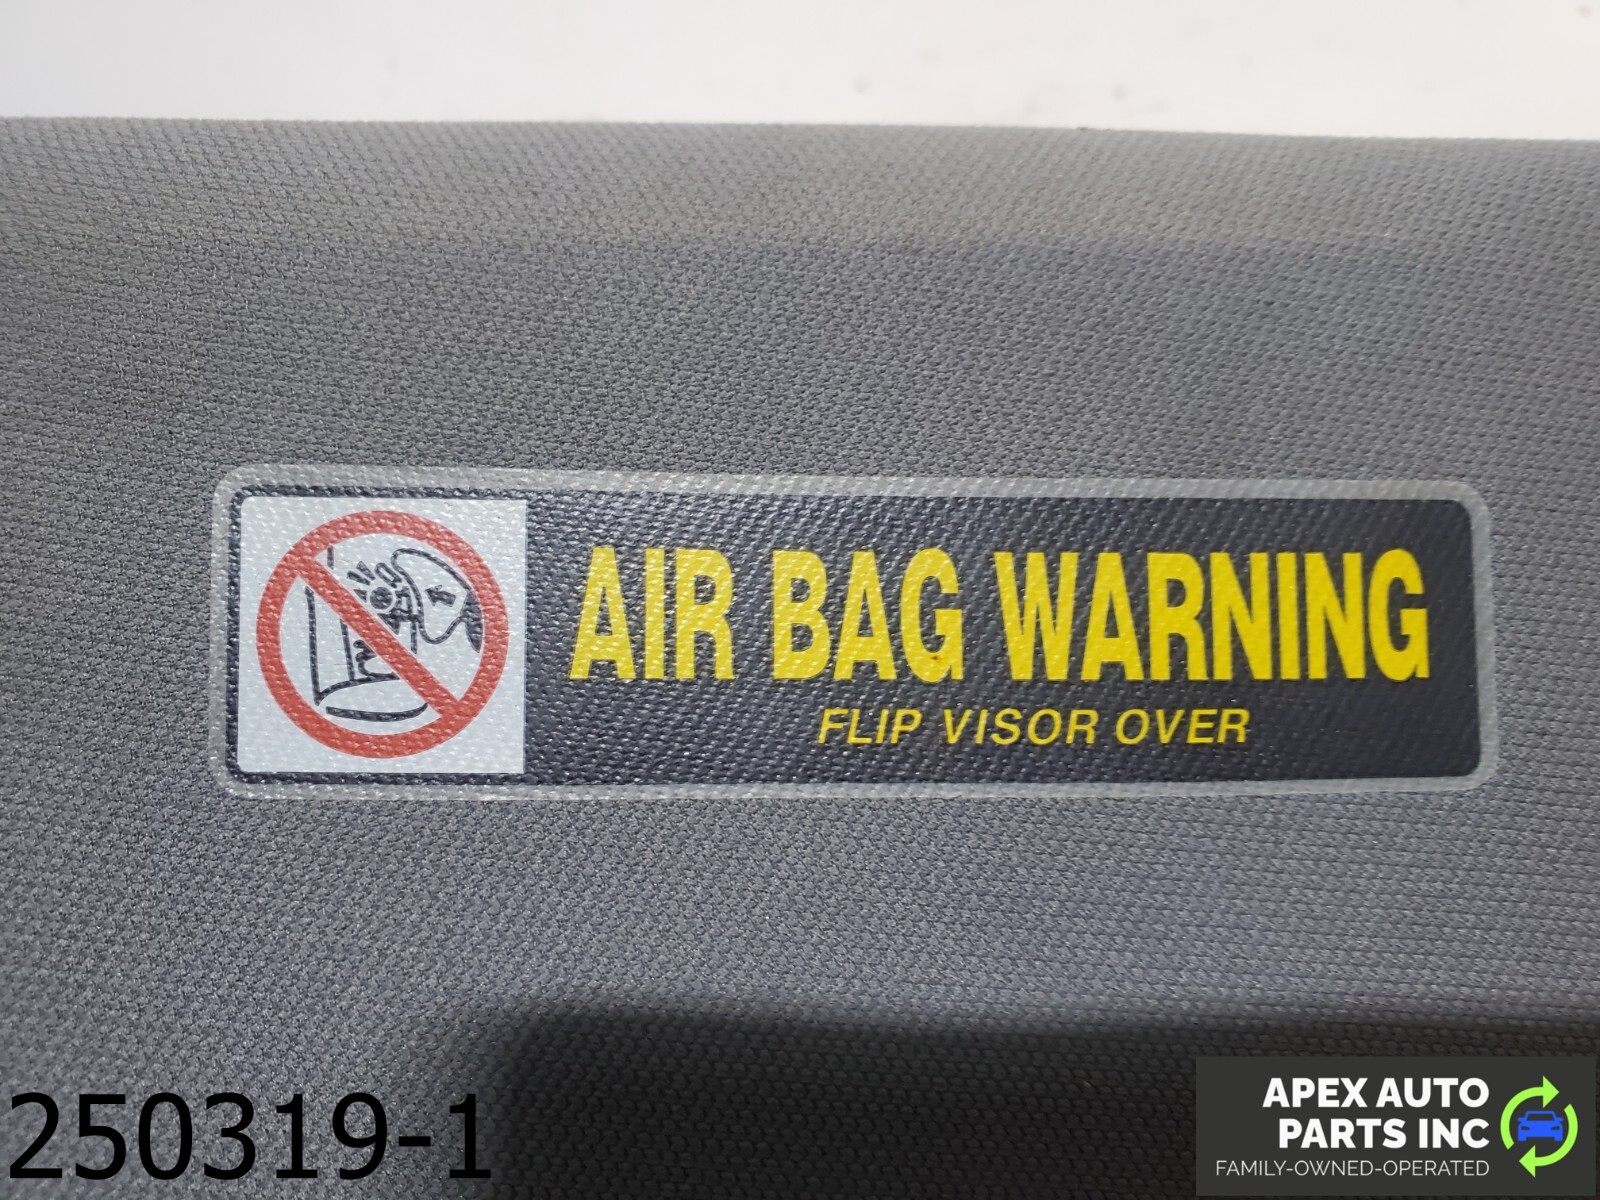 AIR BAG WARNING
FLIP VISOR OVER
250319-1
APEX AUTO
PARTS INC
FAMILY-OWNED-OPERATED